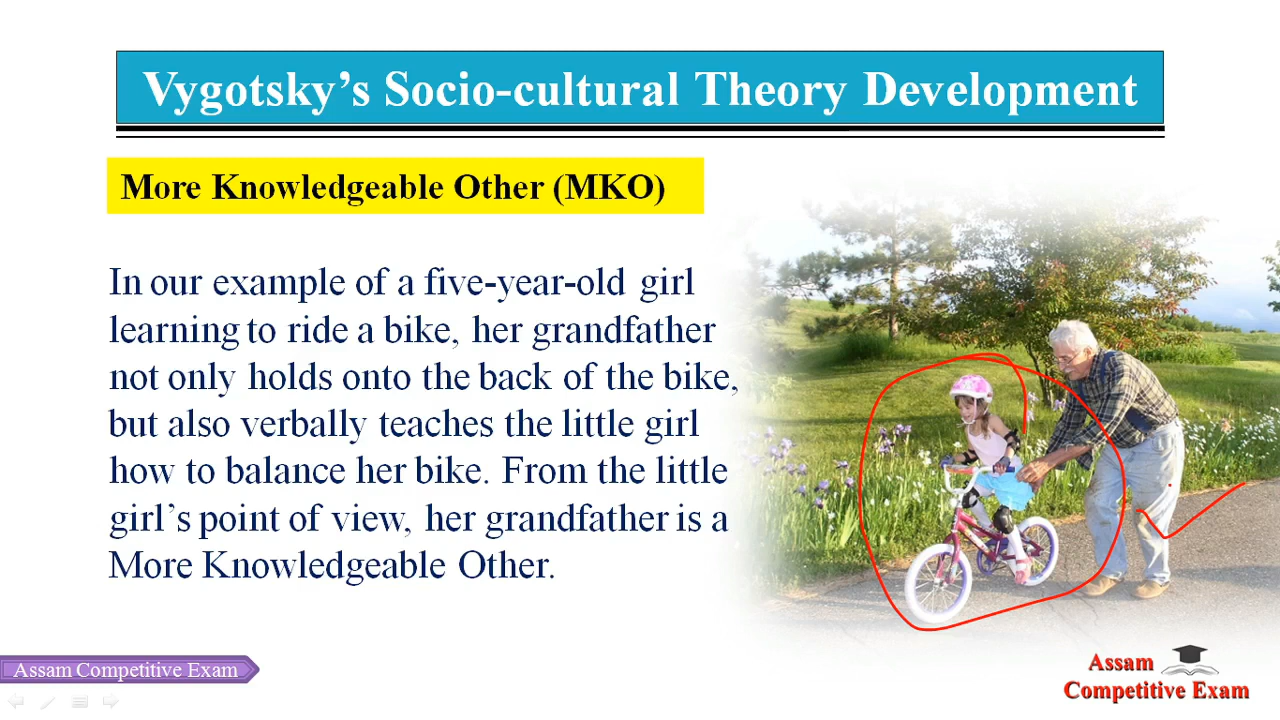 Vygotsky’s Socio-cultural Theory Development
More Knowledgeable Other (MKO)
In our example of a five-year-old girl
learning to ride a bike, her grandfather
not only holds onto the back of the bike,
but also verbally teaches the little girl
how to balance her bike. From the little
girl’s point of view, her grandfather is a
More Knowledgeable Other.
Assam Competitive Exam
Assam
Competitive Exam